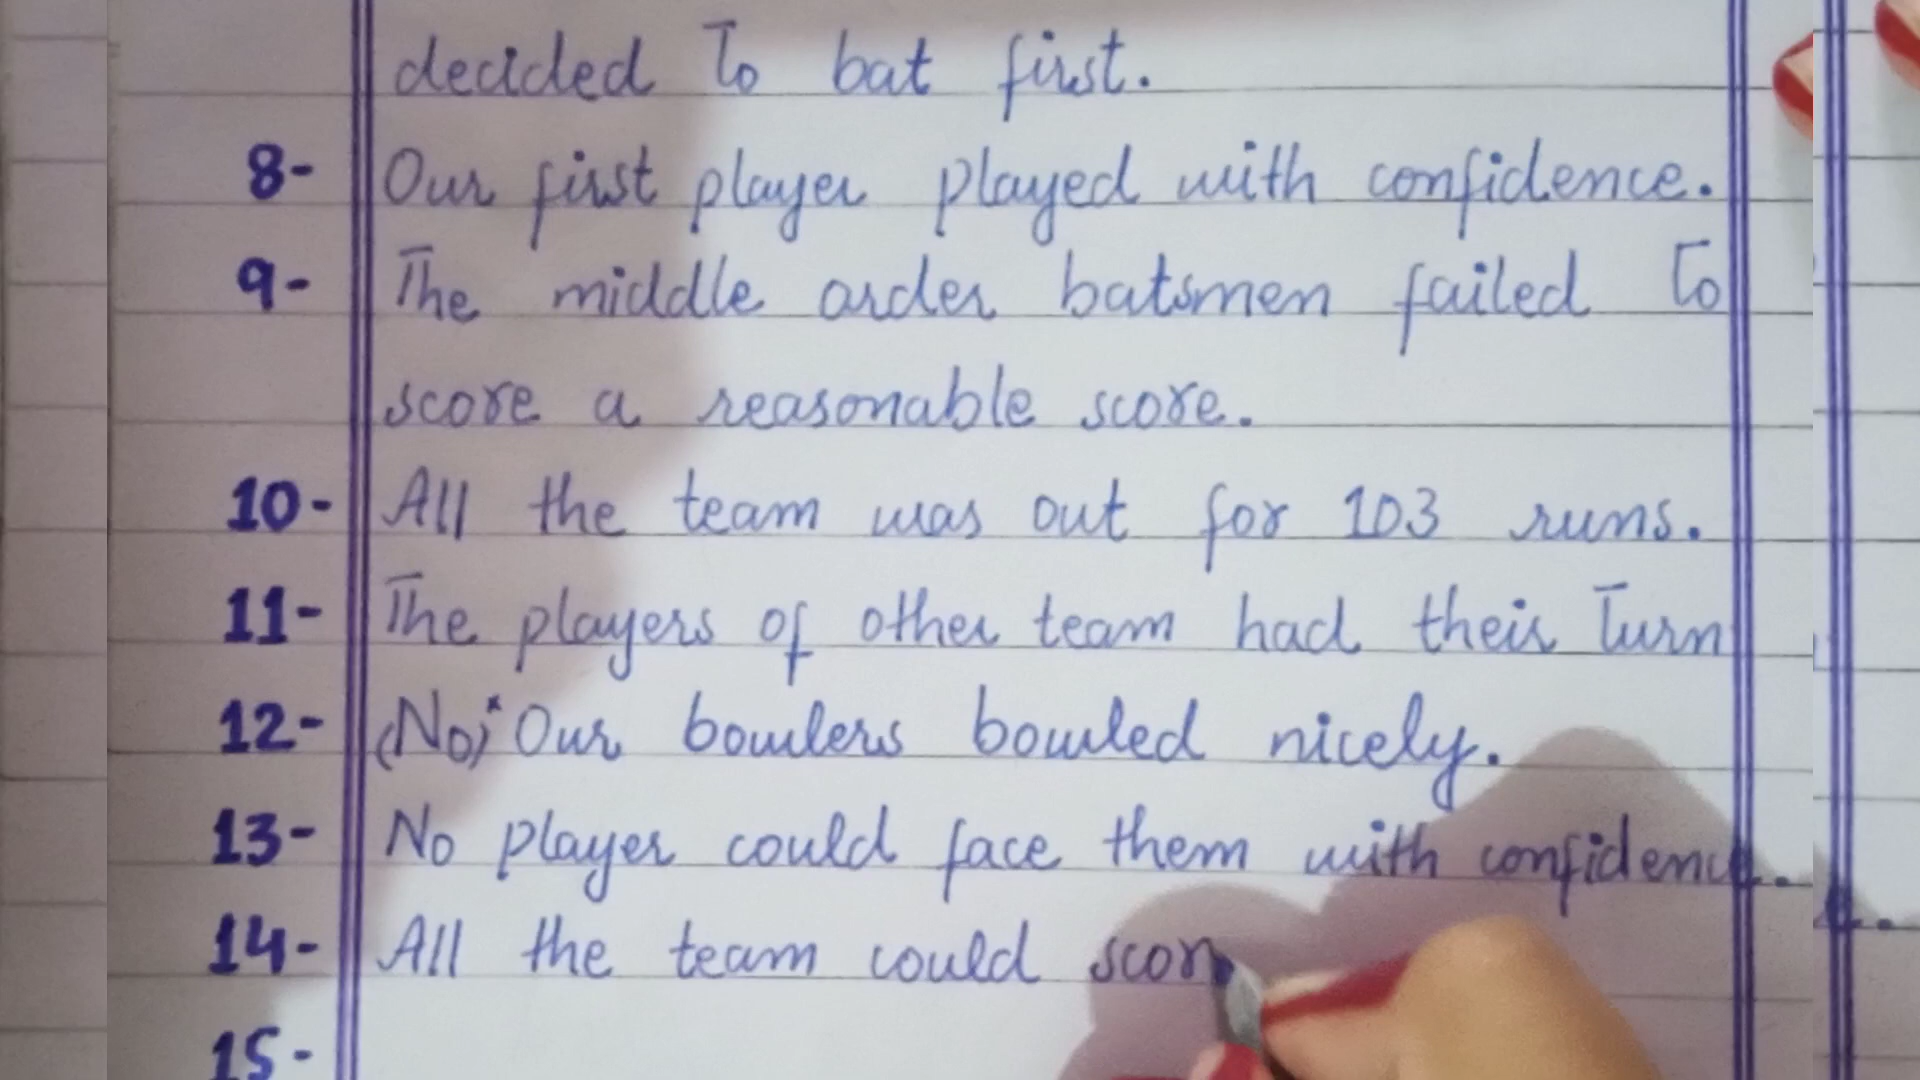 decided To bat first.
8- Our first player played with confidence.
9- The middle order batsmen failed To
score a reasonable score.
10- All the team was out for 103 runs.
11- The players of other team had their Turn
12- (No)* Our bowlers bowled nicely.
13- No player could face them with confidence.
14- All the team could scor
15-